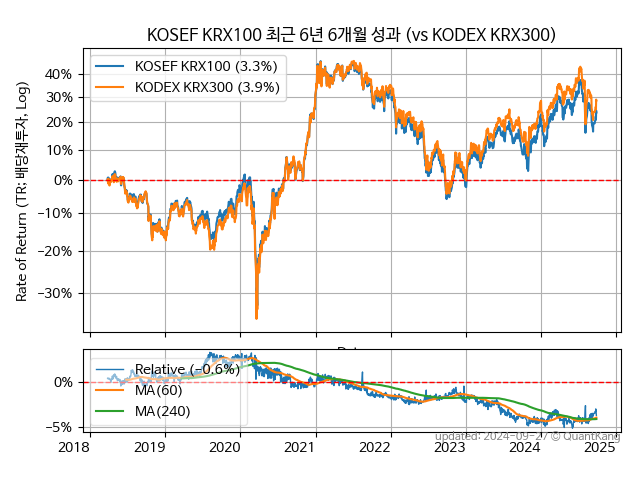 KOSEF KRX100 최근 6년 6개월 성과 (vs KODEX KRX300)
KOSEF KRX100 (3.3%)
KODEX KRX300 (3.9%)
Rate of Return (TR: 배당재투자, Log)
40%
30%
20%
10%
0%
−10%
−20%
−30%
Relative (−0.6%)
MA(60)
MA(240)
0%
−5%
2018
2019
2020
2021
2022
2023
2024
2025
updated: 2024-09-27 © QuantKang